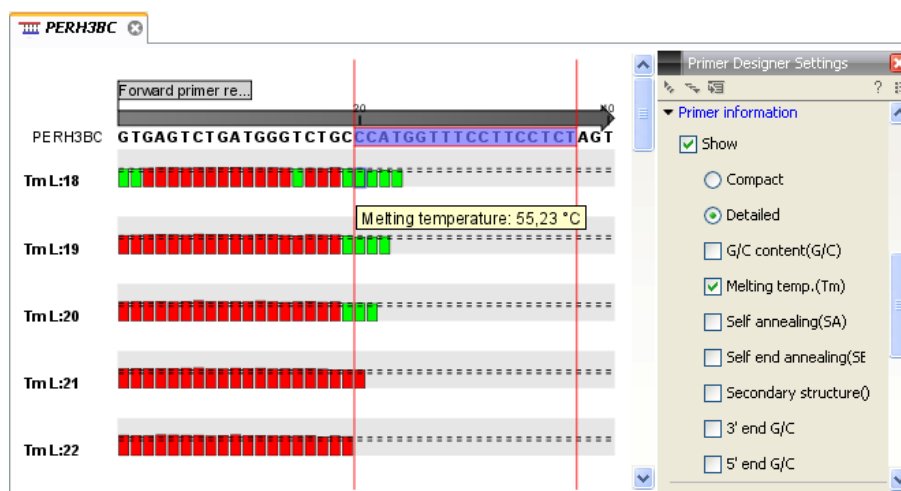 PERH3BC
Primer Designer Settings
?
Forward primer re...
20 40
PERH3BC GTGAGTCTGATGGGTCTGCCCATGGTTTCCTTCCTCTAGT
Tm L:18
Melting temperature: 55,23 °C
Tm L:19
Tm L:20
Tm L:21
Tm L:22
Primer information
Show
Compact
Detailed
G/C content(G/C)
Melting temp.(Tm)
Self annealing(SA)
Self end annealing(SE
Secondary structure()
3' end G/C
5' end G/C